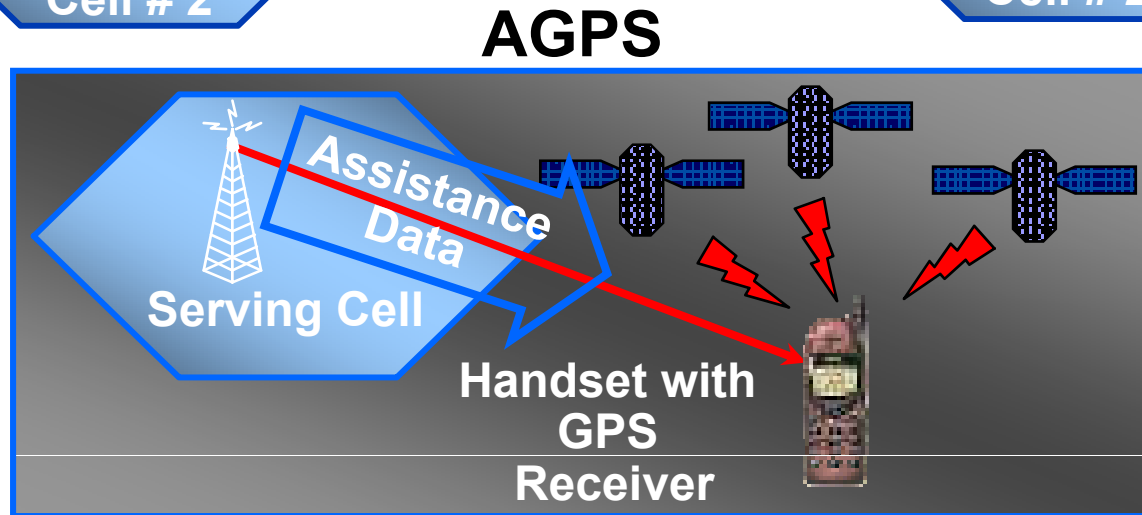 Cell # 2
AGPS
Assistance
Data
Serving Cell
Handset with
GPS
Receiver